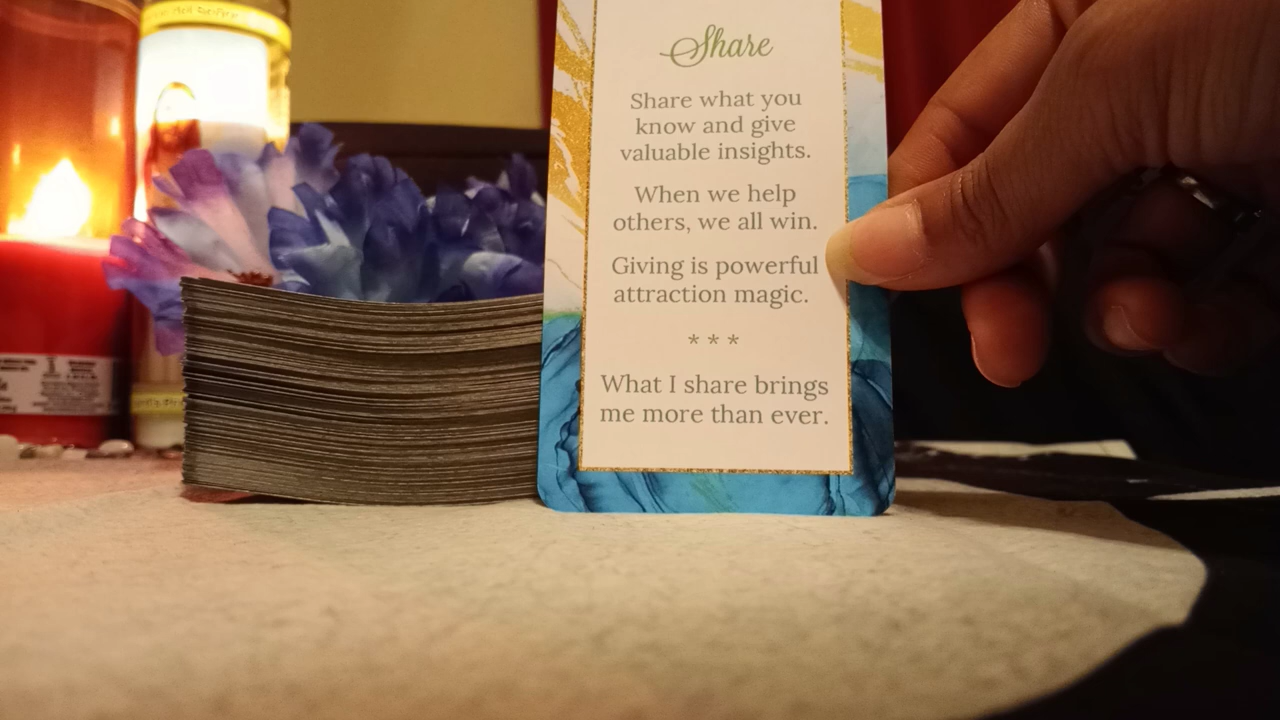 Share
Share what you
know and give
valuable insights.
When we help
others, we all win.
Giving is powerful
attraction magic.
* * *
What I share brings
me more than ever.